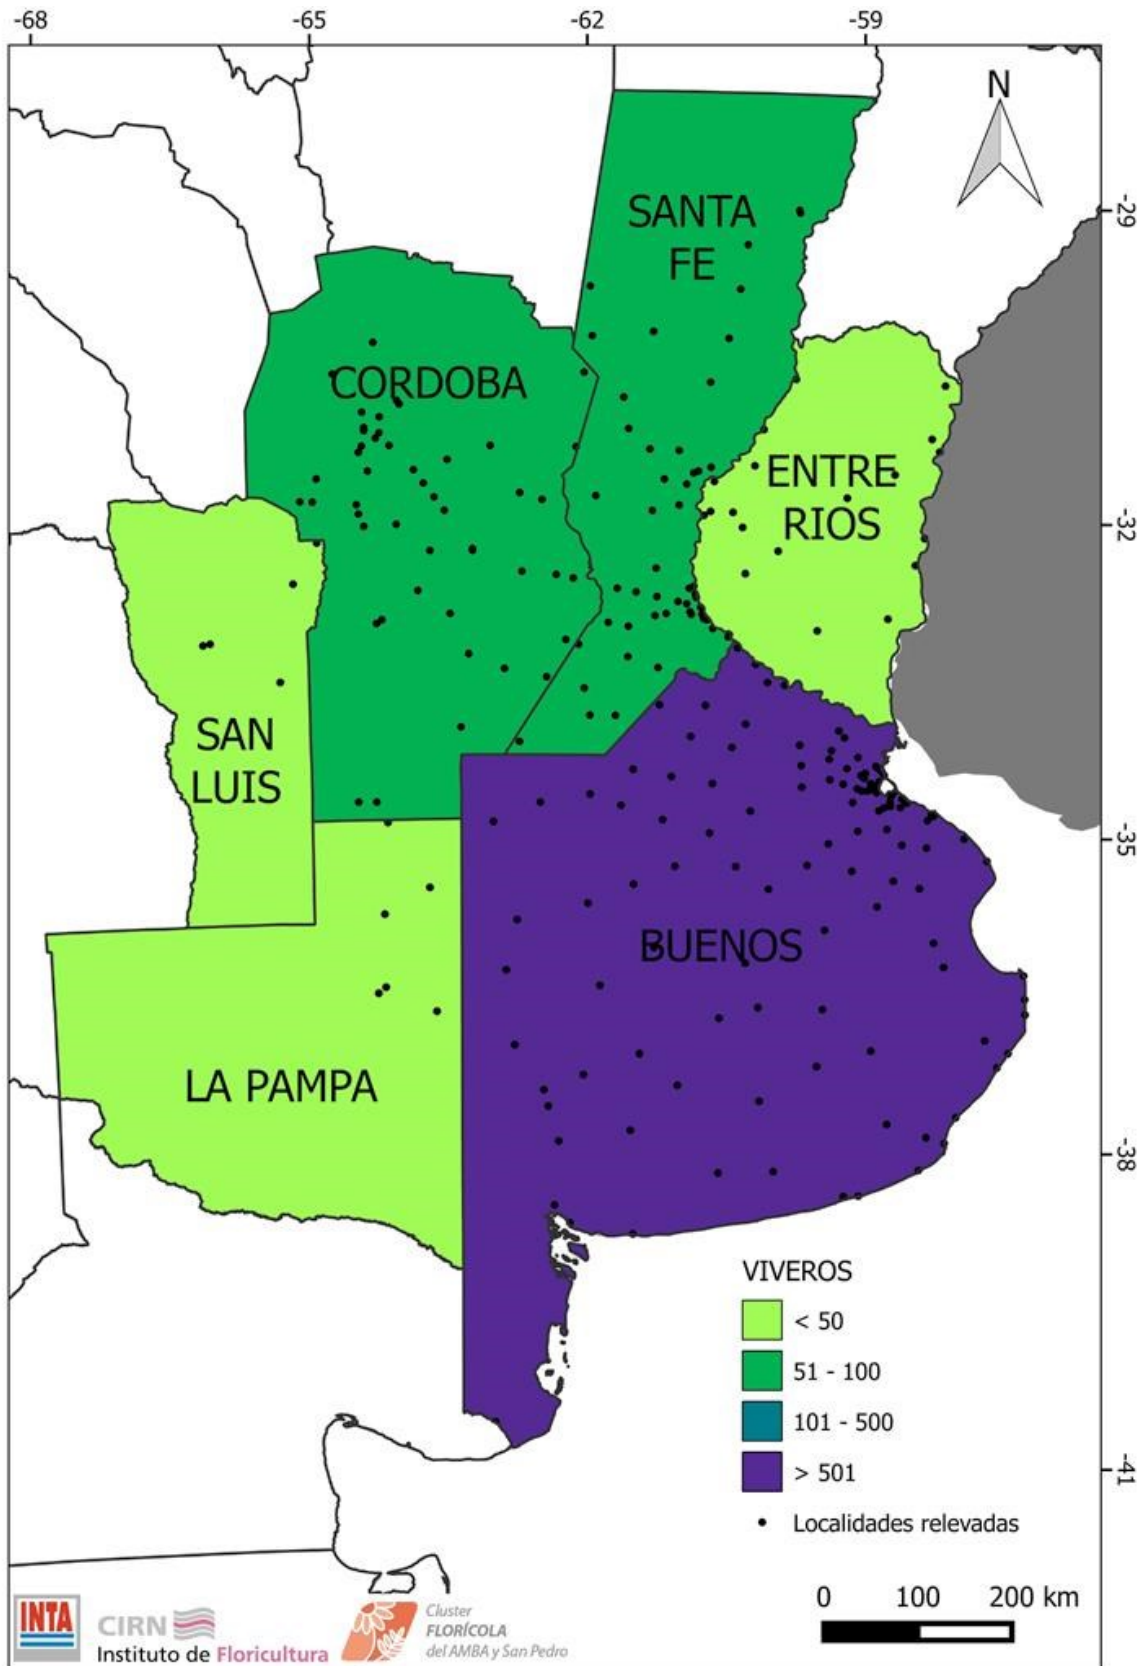 -68
-65
-62
-59
N
-29
SANTA
FE
CORDOBA
ENTRE
RIOS
-32
SAN
LUIS
-35
BUENOS
LA PAMPA
-38
VIVEROS
< 50
51 - 100
101 - 500
> 501
-41
Localidades relevadas
0 100 200 km
INTA
CIRN
Instituto de Floricultura
Cluster
FLORÍCOLA
del AMBA y San Pedro